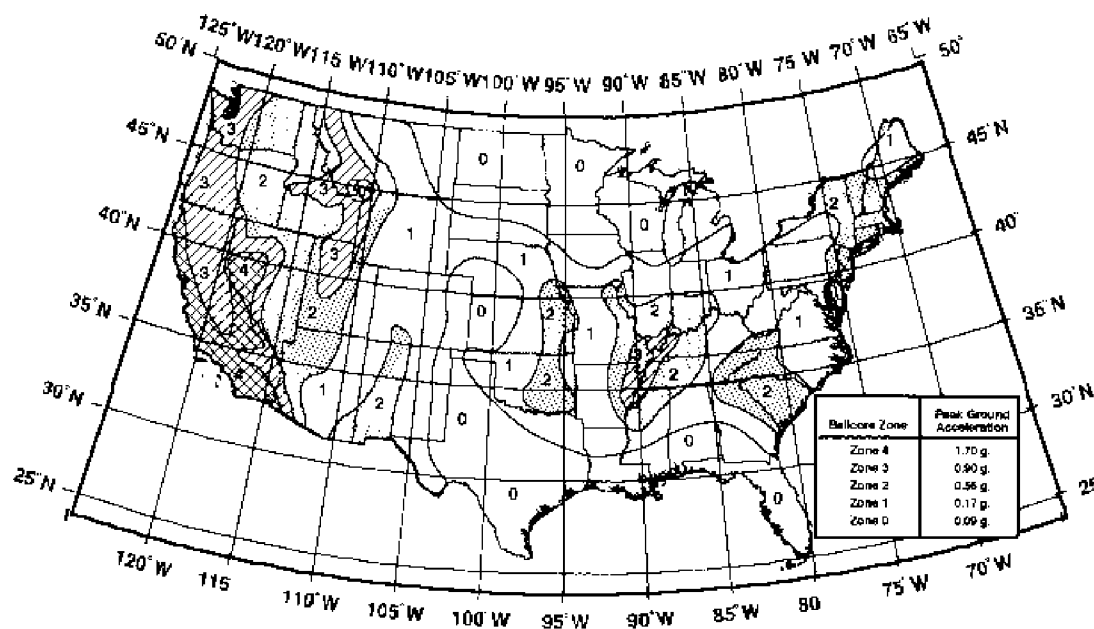 125°W 120°W 115 W 110°W 105°W 100°W 95°W 90°W 85°W 80°W 75 W 70°W 65°W
50°N 50°
45°N 45°N
40°N 40°
35°N 35°N
30°N 30°N
25°N 25
3 0 0 1
3 2 3 2
1 0
3 4 3 1 1
2 0 2 1 2 1
3
4 1 2 1 2 2 2
0 0
0 0
Bellcore Zone Peak Ground
Acceleration
Zone 4 1.70 g.
Zone 3 0.90 g.
Zone 2 0.56 g.
Zone 1 0.17 g.
Zone 0 0.09 g.
120°W 115 110°W 105°W 100°W 95°W 90°W 85°W 80 75°W 70°W